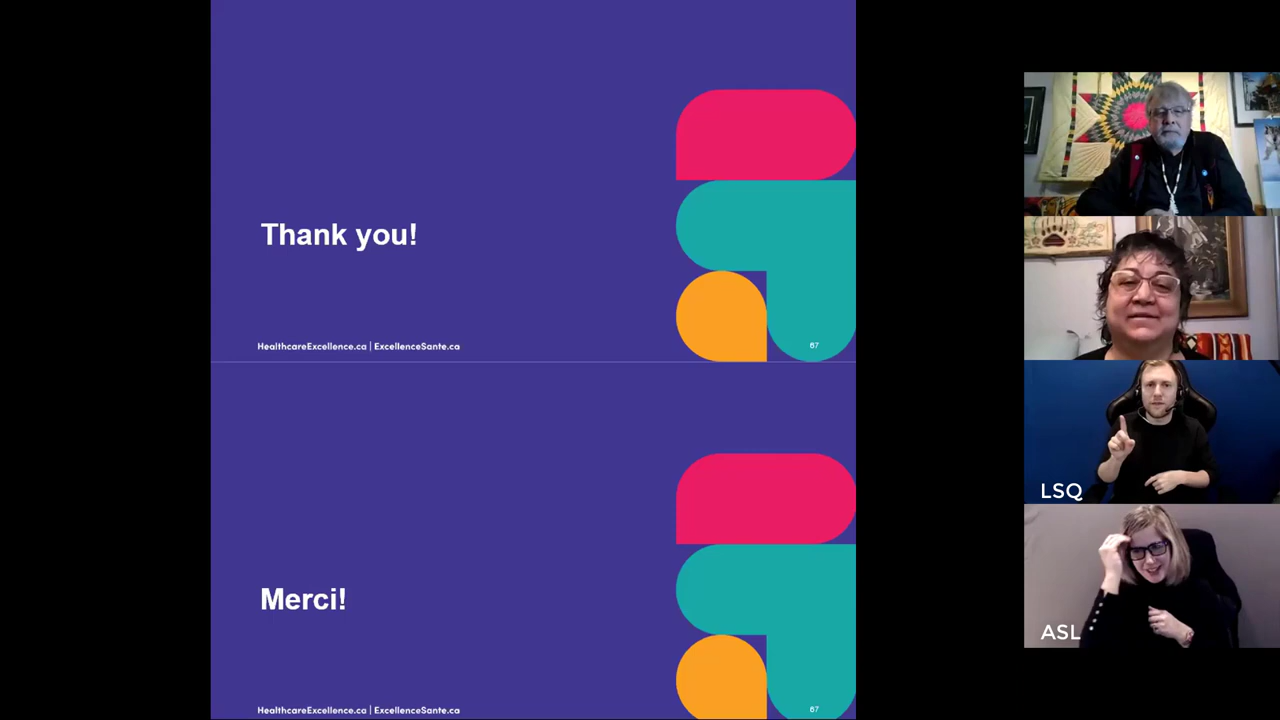 Thank you!
HealthcareExcellence.ca | ExcellenceSante.ca
67
Merci!
HealthcareExcellence.ca | ExcellenceSante.ca
67
LSQ
ASL